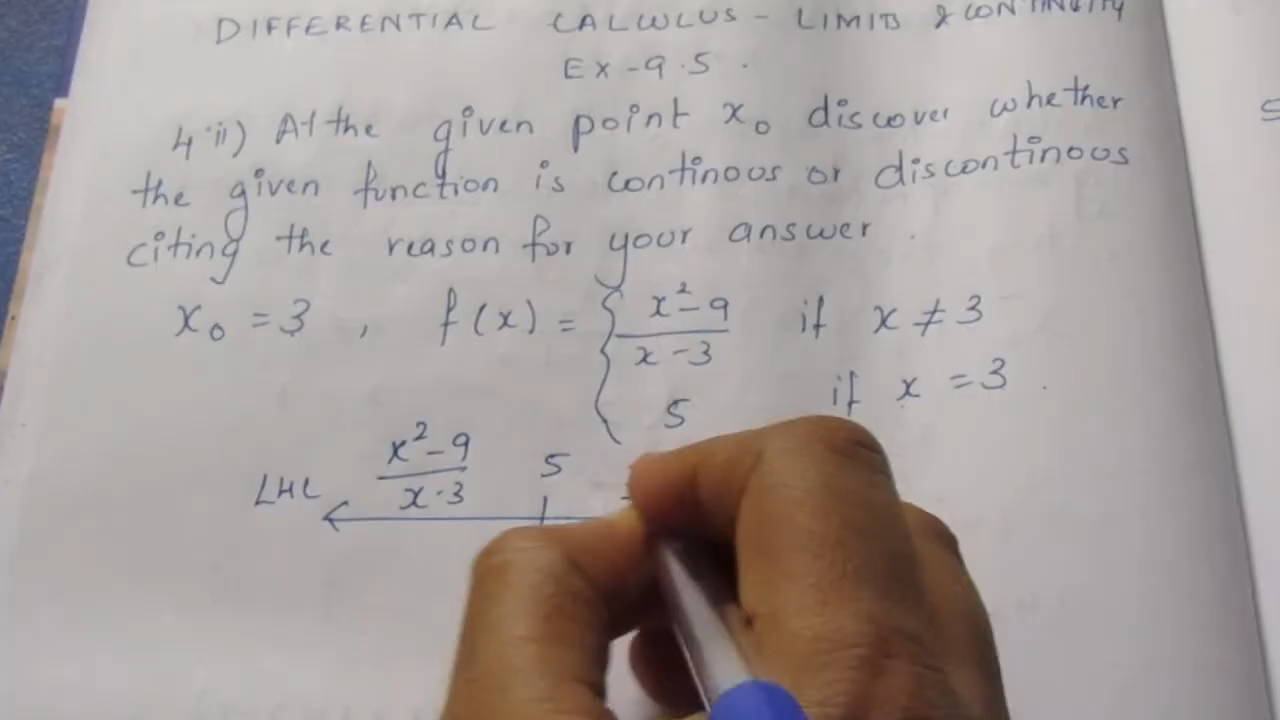 DIFFERENTIAL CALCULUS - LIMITS & CONTINUITY
EX-9.5.
4.ii) At the given point x₀ discover whether
the given function is continous or discontinous
citing the reason for your answer.
x₀ = 3, f(x) = { x²-9 / x-3 if x ≠ 3
5 if x = 3.
LHL x²-9 / x-3 5